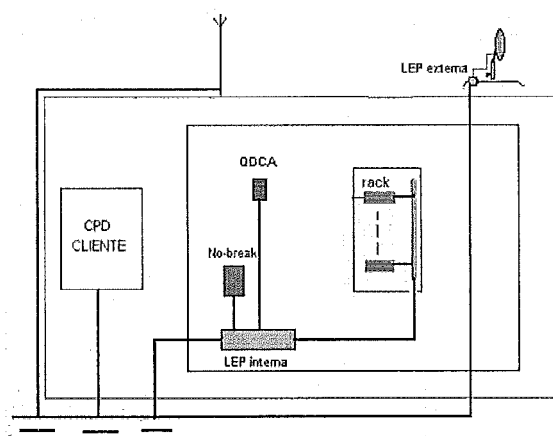 LEP externa
QDCA
rack
CPD
CLIENTE
No-break
LEP interna